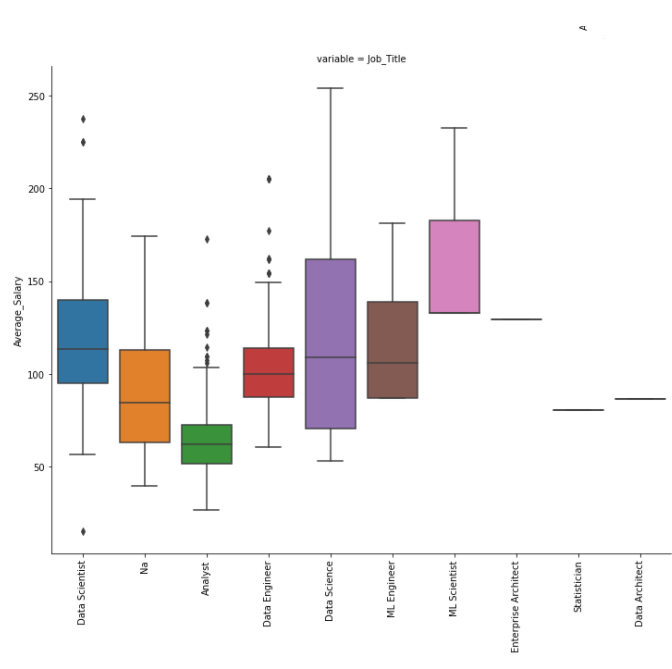 A
variable = Job_Title
250
200
150
100
50
Average_Salary
Data Scientist
Na
Analyst
Data Engineer
Data Science
ML Engineer
ML Scientist
Enterprise Architect
Statistician
Data Architect